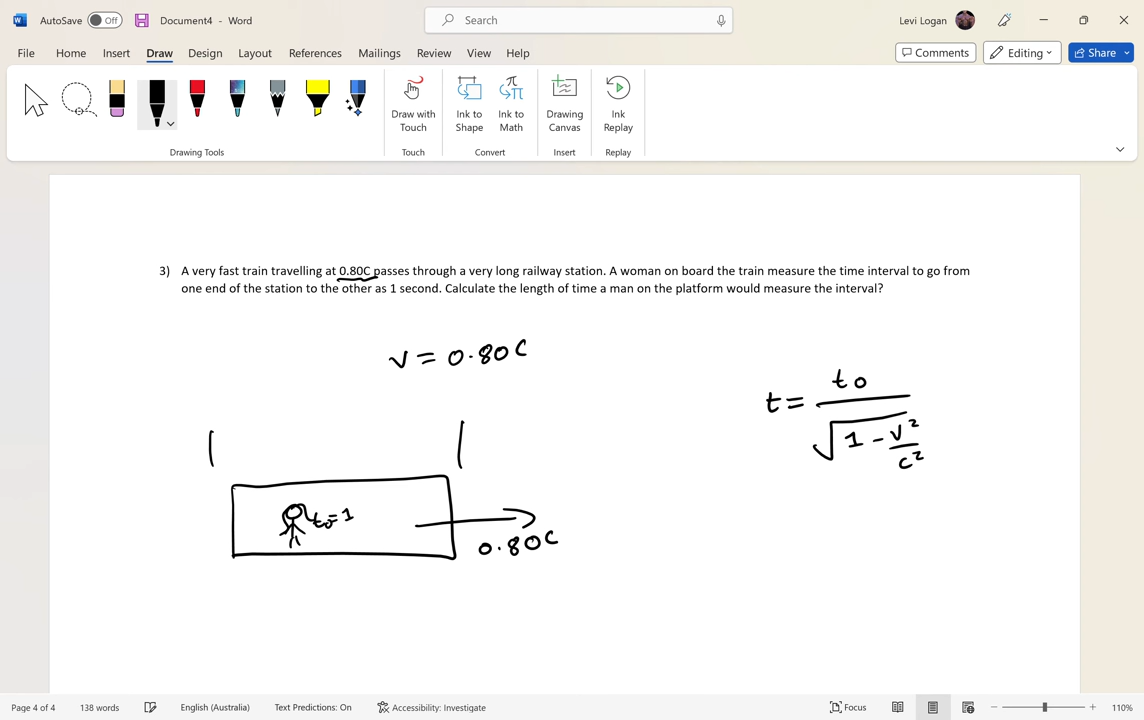 AutoSave Off Document4 - Word Search Levi Logan
File Home Insert Draw Design Layout References Mailings Review View Help Comments Editing Share
Draw with Touch Ink to Shape Ink to Math Drawing Canvas Ink Replay
Drawing Tools Touch Convert Insert Replay
3) A very fast train travelling at 0.80C passes through a very long railway station. A woman on board the train measure the time interval to go from
one end of the station to the other as 1 second. Calculate the length of time a man on the platform would measure the interval?
v = 0.80C
t = t₀ / √(1 - v²/c²)
t₀=1
0.80C
Page 4 of 4 138 words English (Australia) Text Predictions: On Accessibility: Investigate Focus 110%